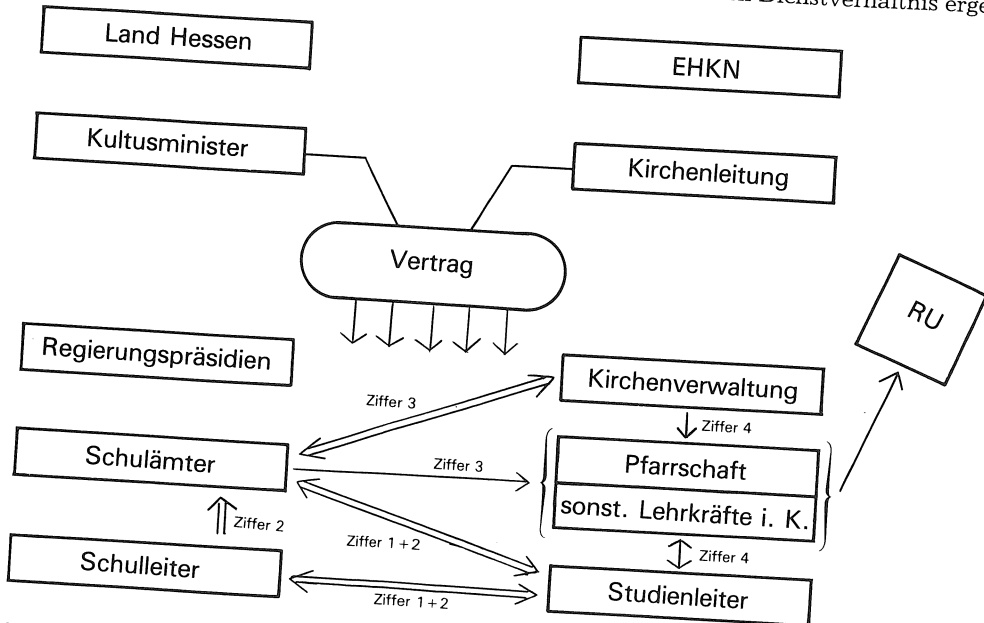 Dienstverhältnis
Land Hessen
EHKN
Kultusminister
Kirchenleitung
Vertrag
RU
Regierungspräsidien
Kirchenverwaltung
Ziffer 3
Ziffer 4
Schulämter
Ziffer 3
Pfarrschaft
sonst. Lehrkräfte i. K.
Ziffer 2
Ziffer 1+2
Ziffer 4
Schulleiter
Ziffer 1+2
Studienleiter